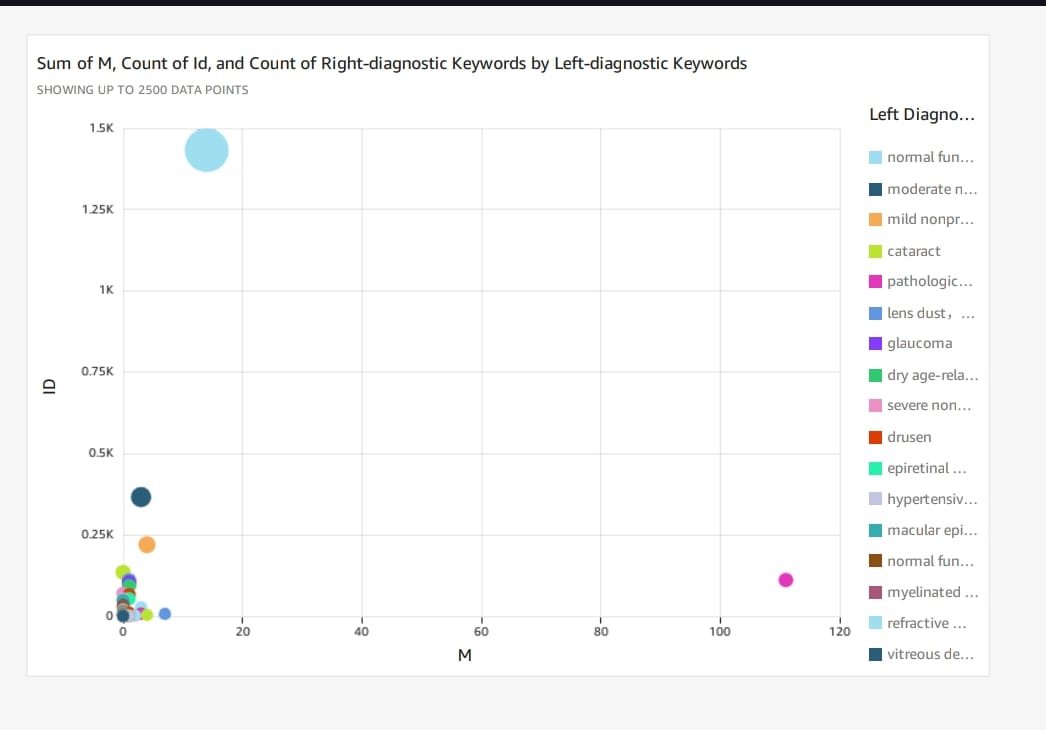 Sum of M, Count of Id, and Count of Right-diagnostic Keywords by Left-diagnostic Keywords
SHOWING UP TO 2500 DATA POINTS
Left Diagno...
1.5K
1.25K
1K
0.75K
0.5K
0.25K
0
ID
0
20
40
60
80
100
120
M
normal fun...
moderate n...
mild nonpr...
cataract
pathologic...
lens dust， ...
glaucoma
dry age-rela...
severe non...
drusen
epiretinal ...
hypertensiv...
macular epi...
normal fun...
myelinated ...
refractive ...
vitreous de...